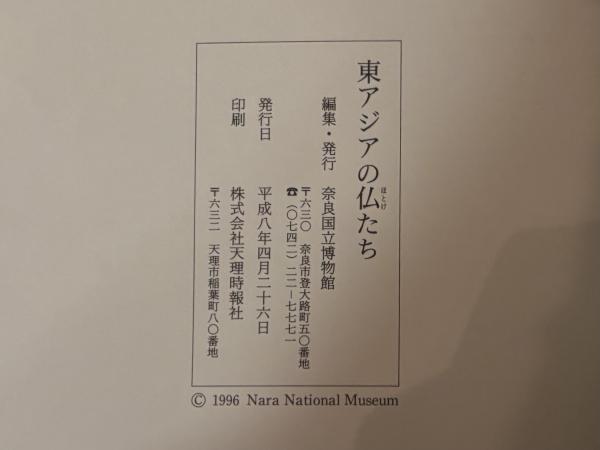 東アジアの仏たち
ほとけ
編集・発行 奈良国立博物館
〒六三〇 奈良市登大路町五〇番地
☎(〇七四二)二二-七七七一
発行日 平成八年四月二十六日
印刷 株式会社天理時報社
〒六三二 天理市稲葉町八〇番地
© 1996 Nara National Museum